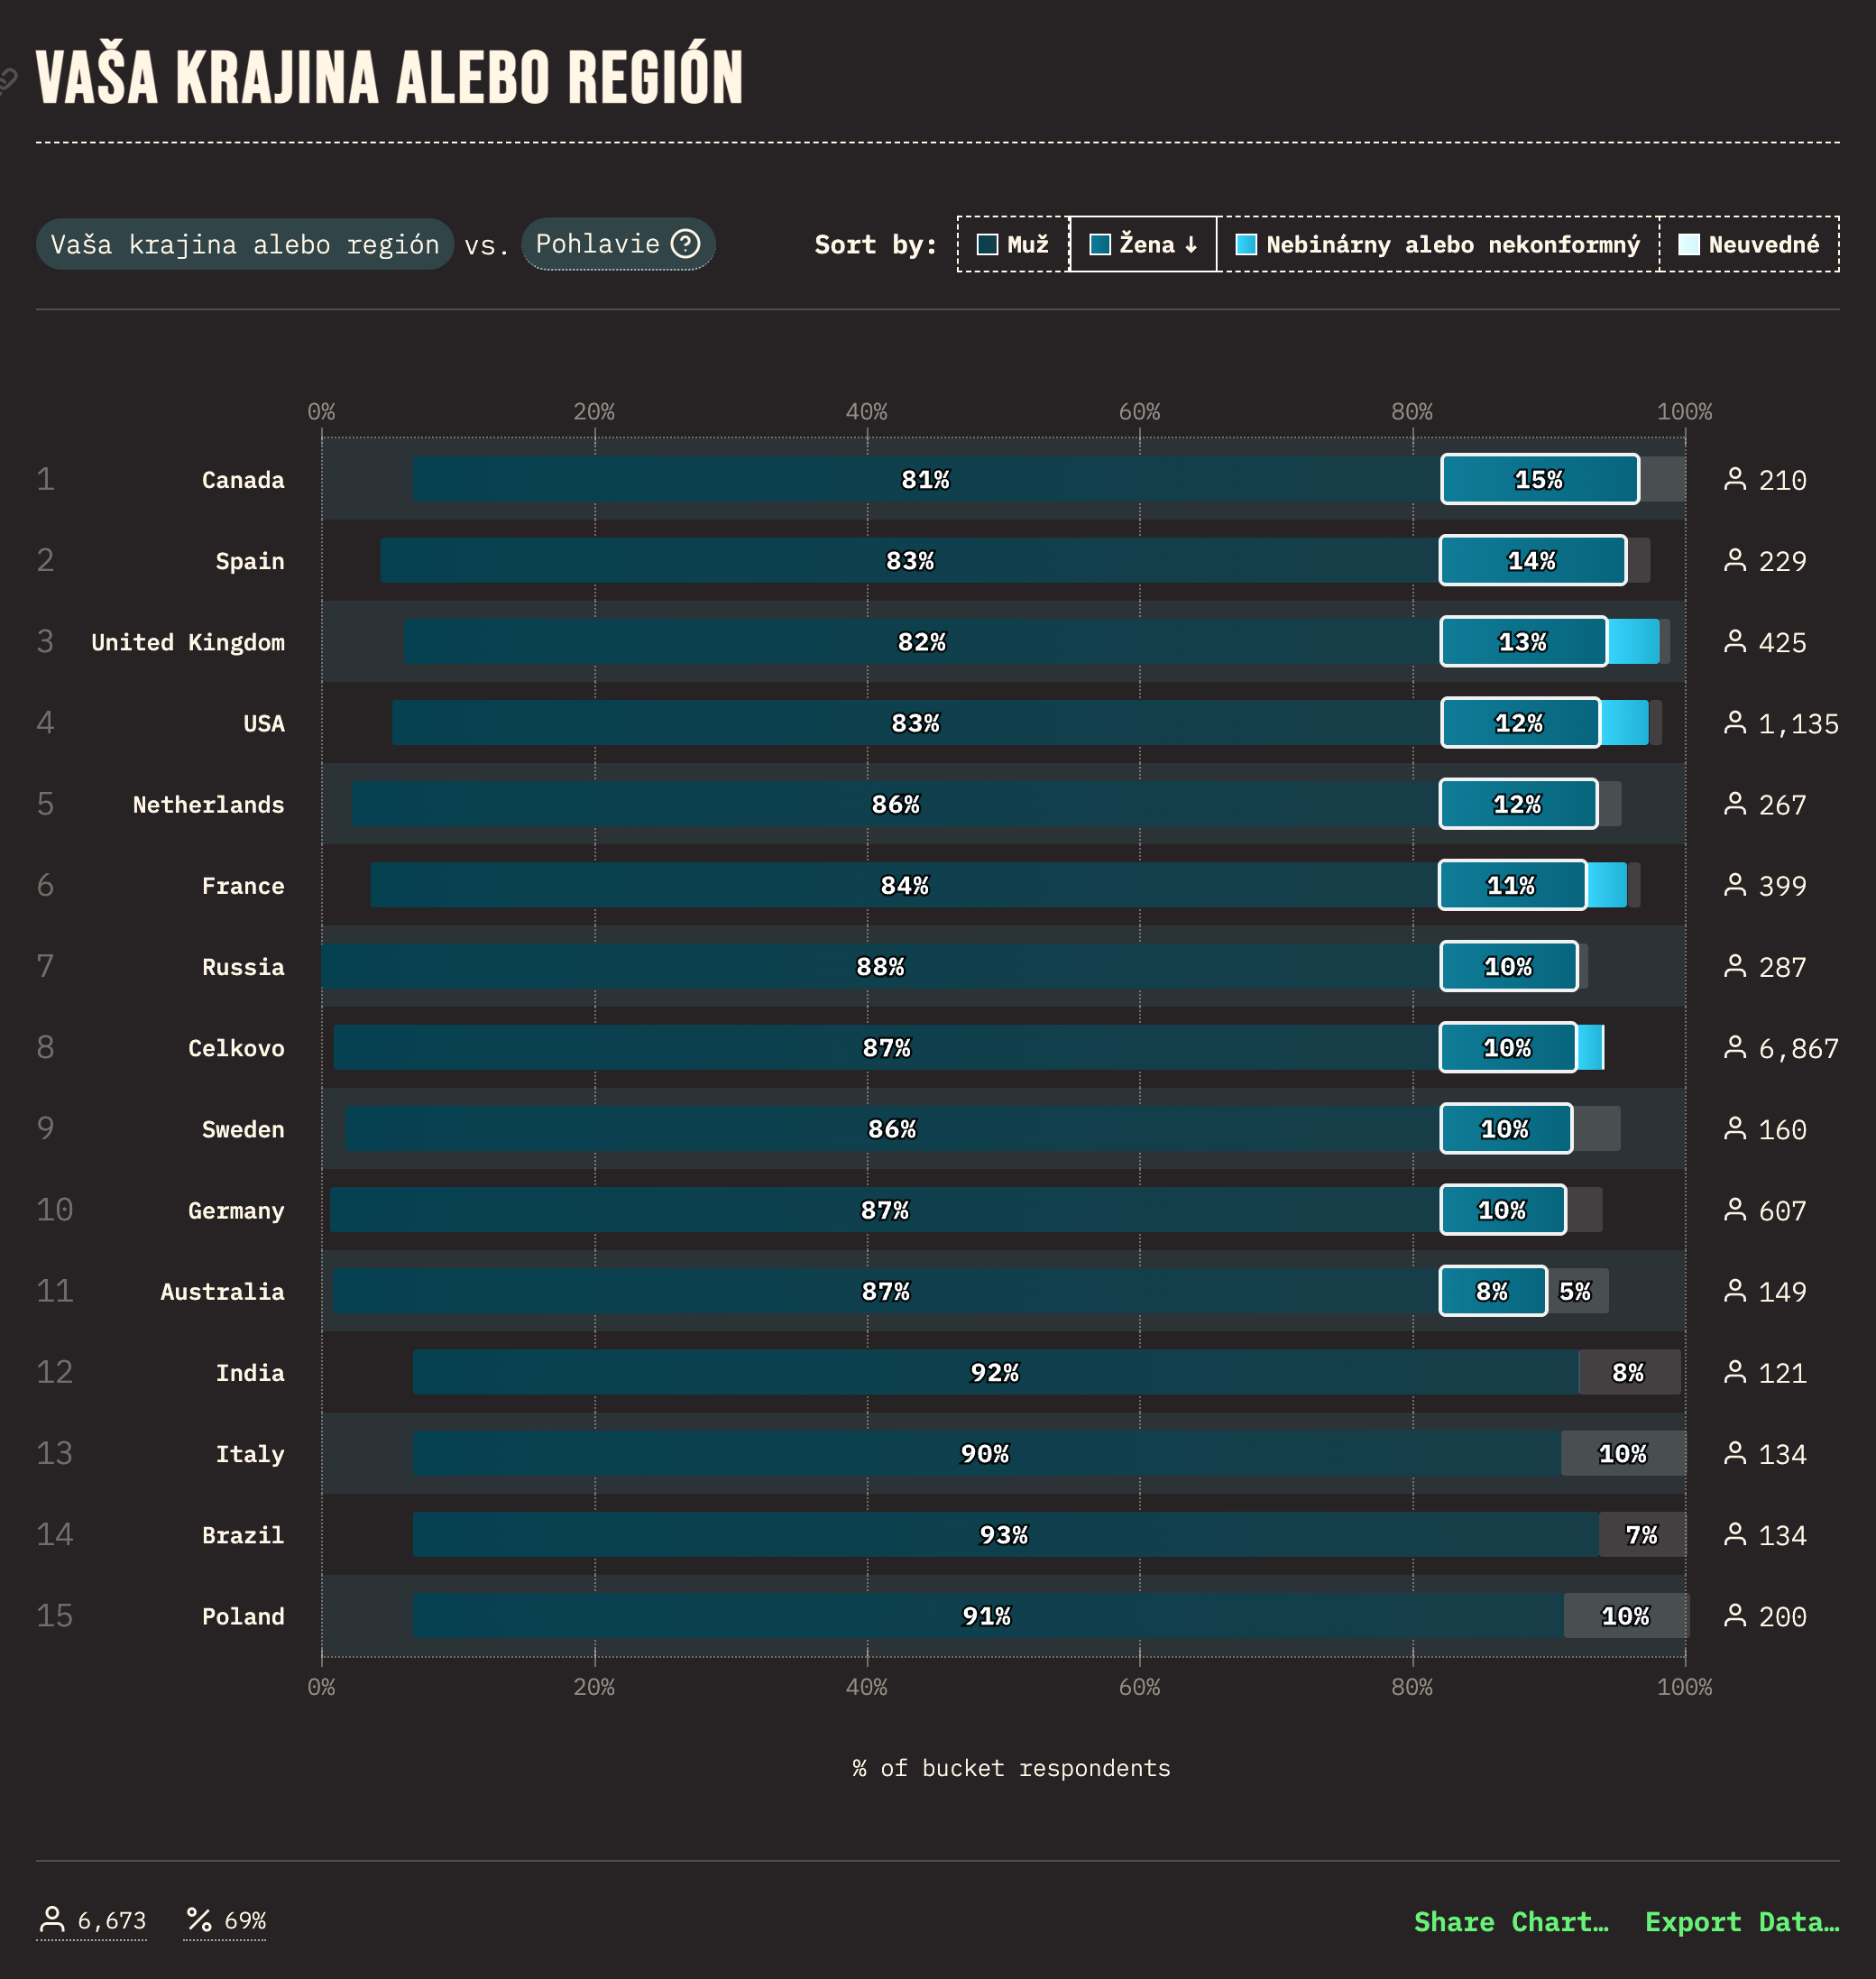 VAŠA KRAJINA ALEBO REGIÓN
Vaša krajina alebo región vs. Pohlavie ? Sort by: Muž Žena ↓ Nebinárny alebo nekonformný Neuvedné
0% 20% 40% 60% 80% 100%
1 Canada 81% 15% 210
2 Spain 83% 14% 229
3 United Kingdom 82% 13% 425
4 USA 83% 12% 1,135
5 Netherlands 86% 12% 267
6 France 84% 11% 399
7 Russia 88% 10% 287
8 Celkovo 87% 10% 6,867
9 Sweden 86% 10% 160
10 Germany 87% 10% 607
11 Australia 87% 8% 5% 149
12 India 92% 8% 121
13 Italy 90% 10% 134
14 Brazil 93% 7% 134
15 Poland 91% 10% 200
0% 20% 40% 60% 80% 100%
% of bucket respondents
6,673 % 69% Share Chart… Export Data…